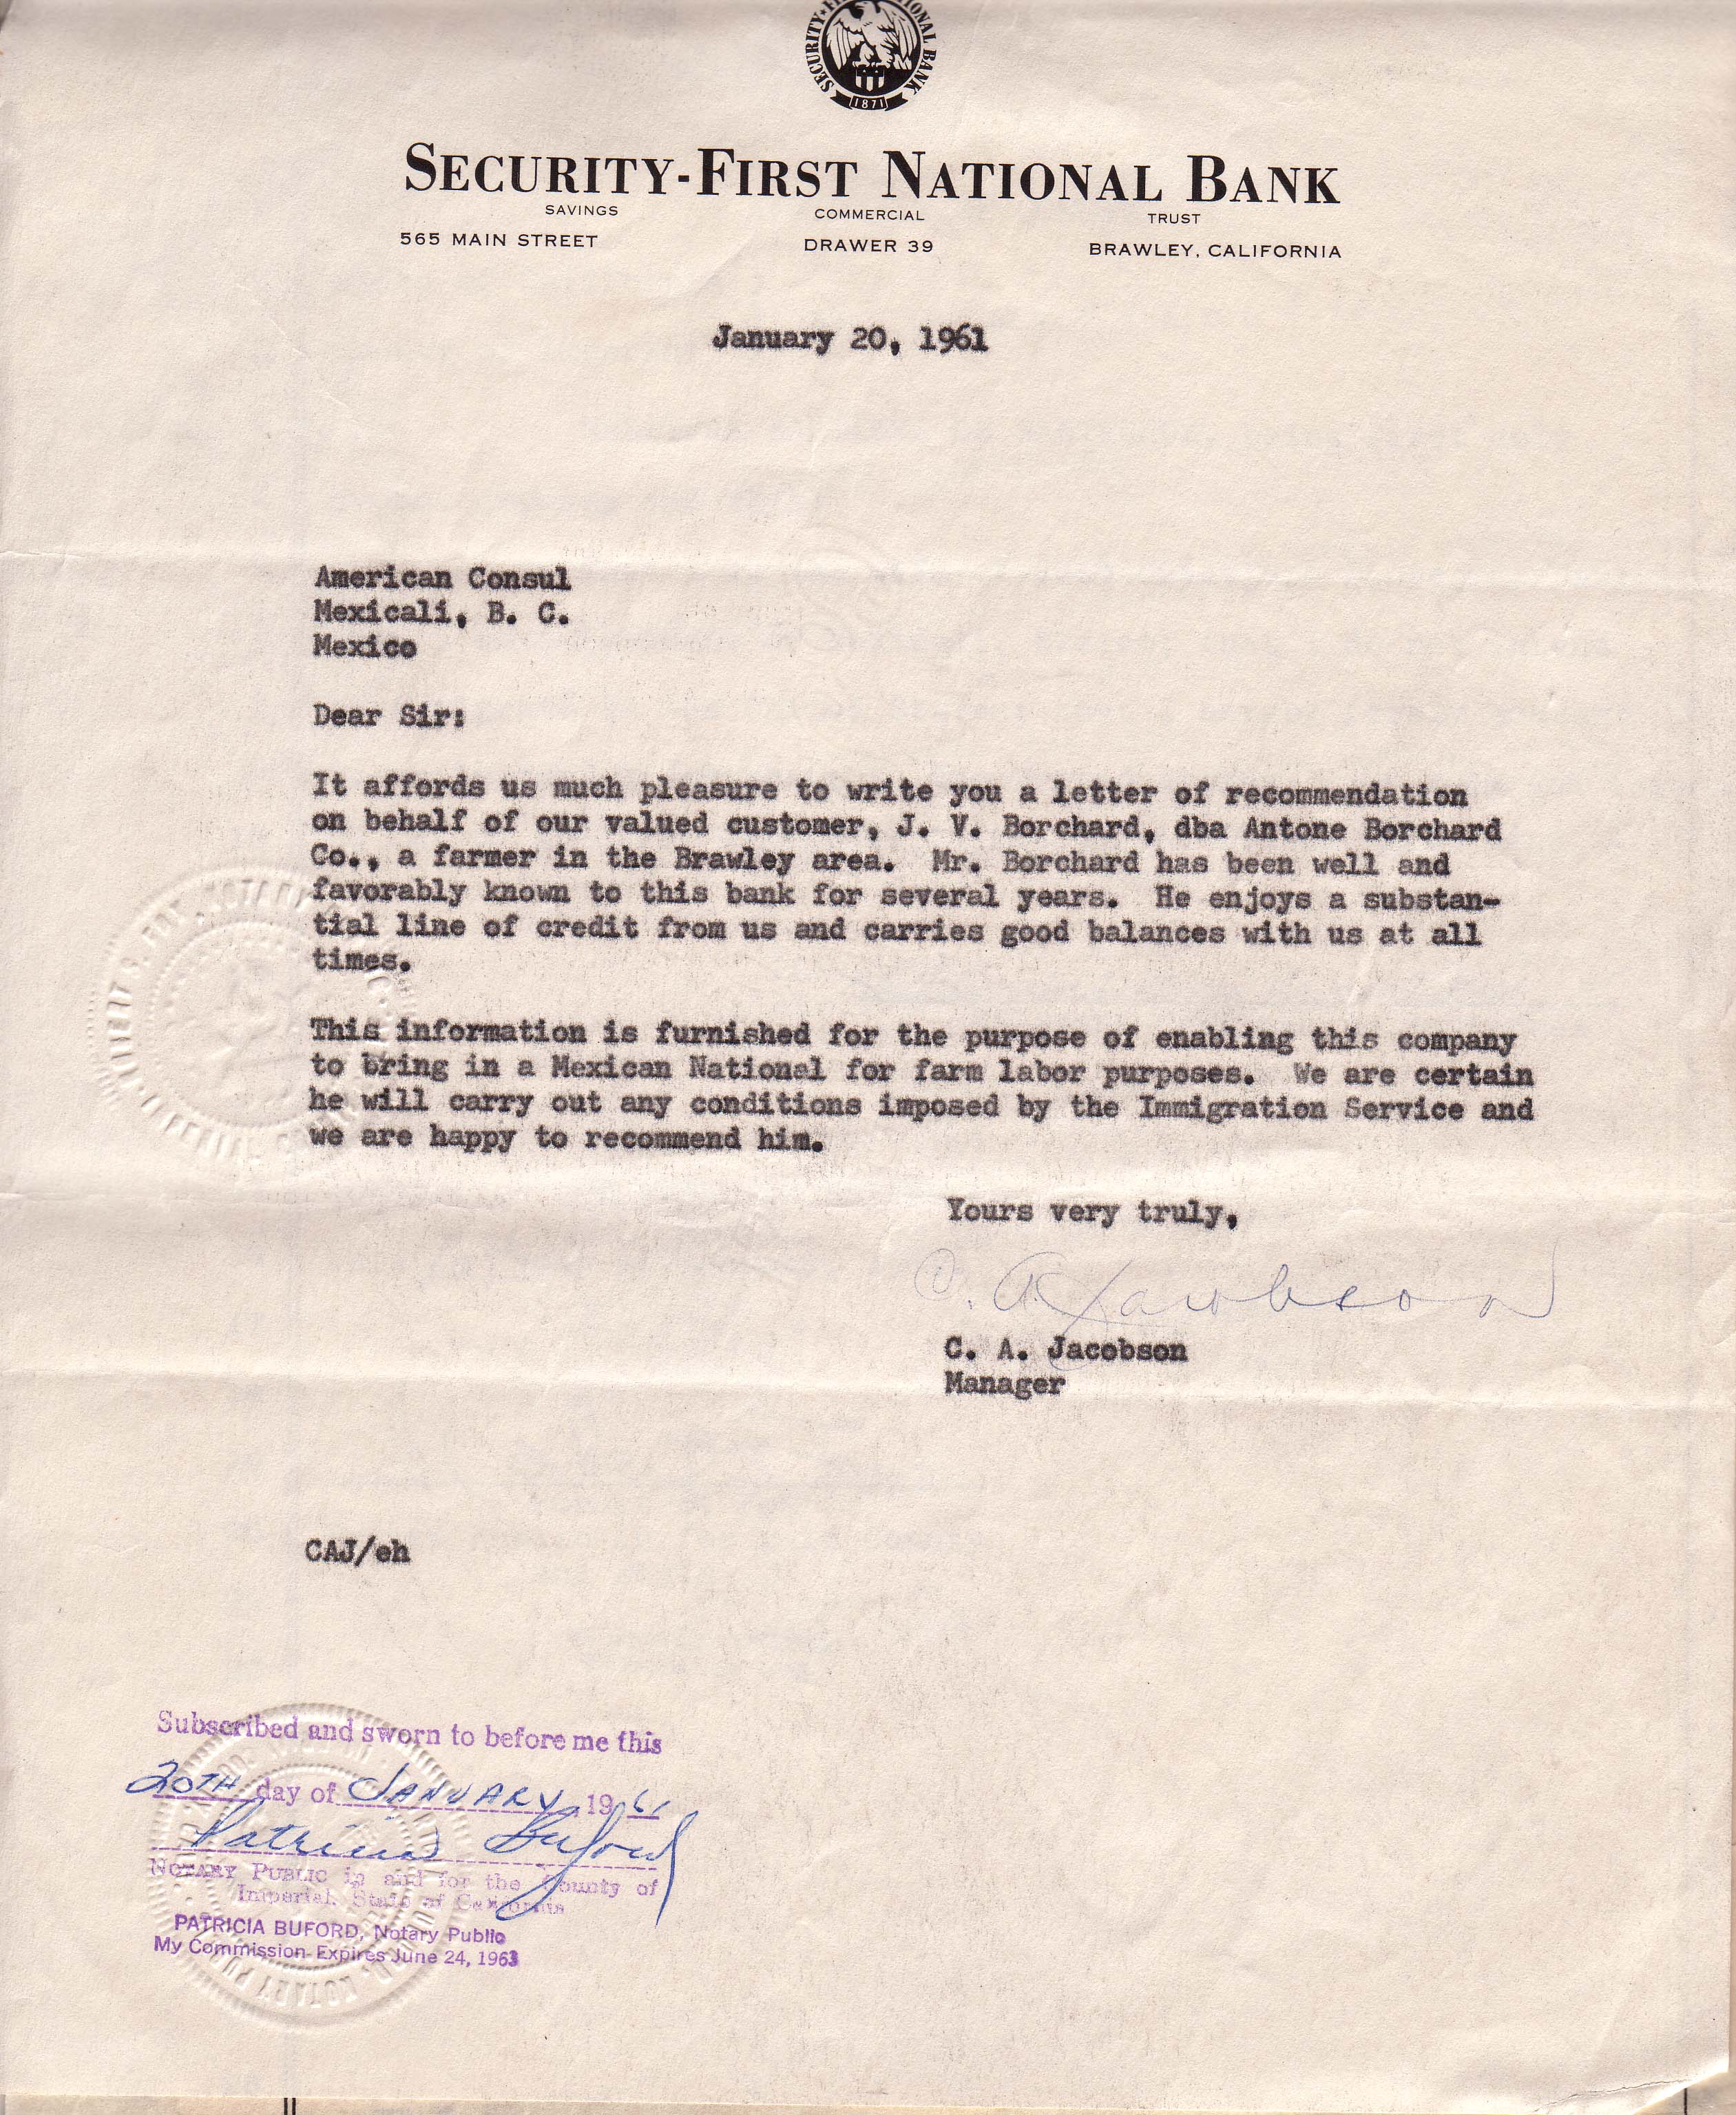 1871
SECURITY-FIRST NATIONAL BANK
SAVINGS COMMERCIAL TRUST
565 MAIN STREET DRAWER 39 BRAWLEY, CALIFORNIA
January 20, 1961
American Consul
Mexicali, B. C.
Mexico
Dear Sir:
It affords us much pleasure to write you a letter of recommendation
on behalf of our valued customer, J. V. Borchard, dba Antone Borchard
Co., a farmer in the Brawley area. Mr. Borchard has been well and
favorably known to this bank for several years. He enjoys a substan-
tial line of credit from us and carries good balances with us at all
times.
This information is furnished for the purpose of enabling this company
to bring in a Mexican National for farm labor purposes. We are certain
he will carry out any conditions imposed by the Immigration Service and
we are happy to recommend him.
Yours very truly,
C. A. Jacobson
C. A. Jacobson
Manager
CAJ/eh
Subscribed and sworn to before me this
20TH day of JANUARY, 1961
Patricia Buford
NOTARY PUBLIC in and for the County of
Imperial, State of California
PATRICIA BUFORD, Notary Public
My Commission Expires June 24, 1963